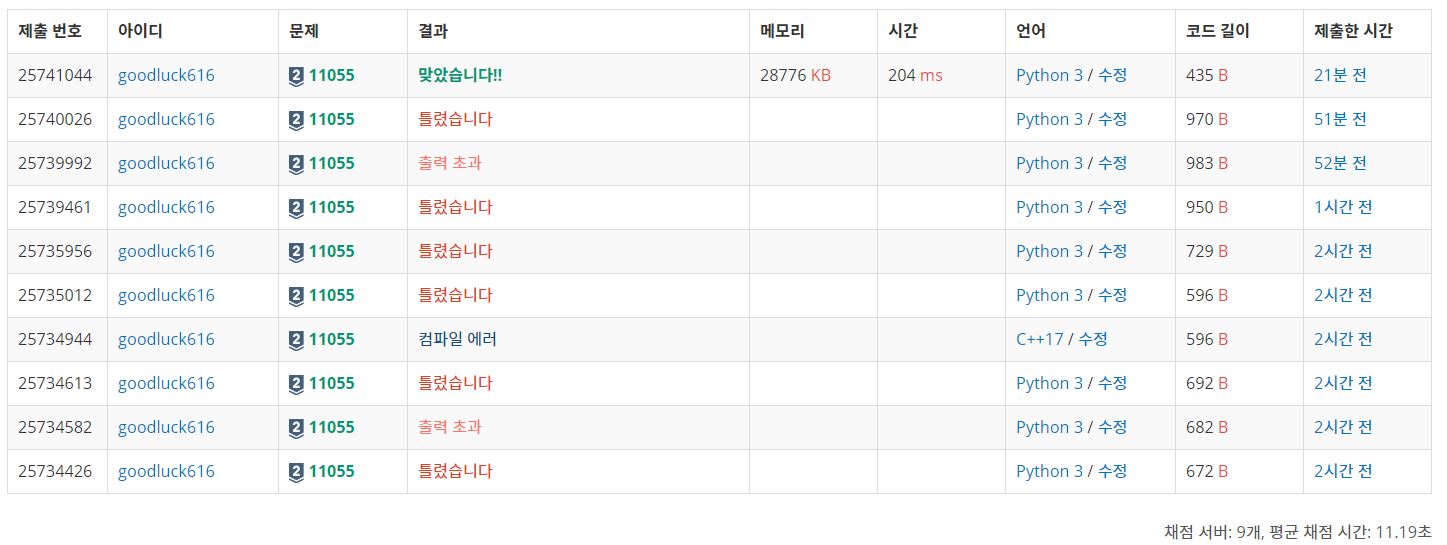 제출 번호 아이디 문제 결과 메모리 시간 언어 코드 길이 제출한 시간
25741044 goodluck616 2 11055 맞았습니다!! 28776 KB 204 ms Python 3 / 수정 435 B 21분 전
25740026 goodluck616 2 11055 틀렸습니다 Python 3 / 수정 970 B 51분 전
25739992 goodluck616 2 11055 출력 초과 Python 3 / 수정 983 B 52분 전
25739461 goodluck616 2 11055 틀렸습니다 Python 3 / 수정 950 B 1시간 전
25735956 goodluck616 2 11055 틀렸습니다 Python 3 / 수정 729 B 2시간 전
25735012 goodluck616 2 11055 틀렸습니다 Python 3 / 수정 596 B 2시간 전
25734944 goodluck616 2 11055 컴파일 에러 C++17 / 수정 596 B 2시간 전
25734613 goodluck616 2 11055 틀렸습니다 Python 3 / 수정 692 B 2시간 전
25734582 goodluck616 2 11055 출력 초과 Python 3 / 수정 682 B 2시간 전
25734426 goodluck616 2 11055 틀렸습니다 Python 3 / 수정 672 B 2시간 전
채점 서버: 9개, 평균 채점 시간: 11.19초